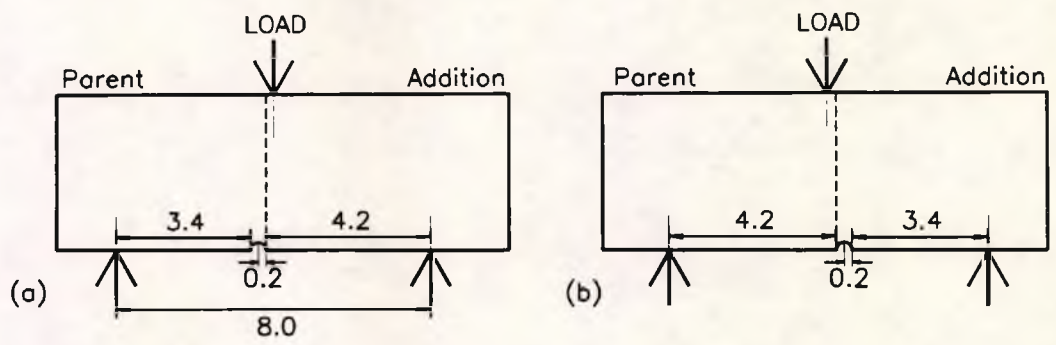 LOAD
Parent Addition
3.4 4.2
0.2
(a)
8.0
LOAD
Parent Addition
4.2 3.4
0.2
(b)